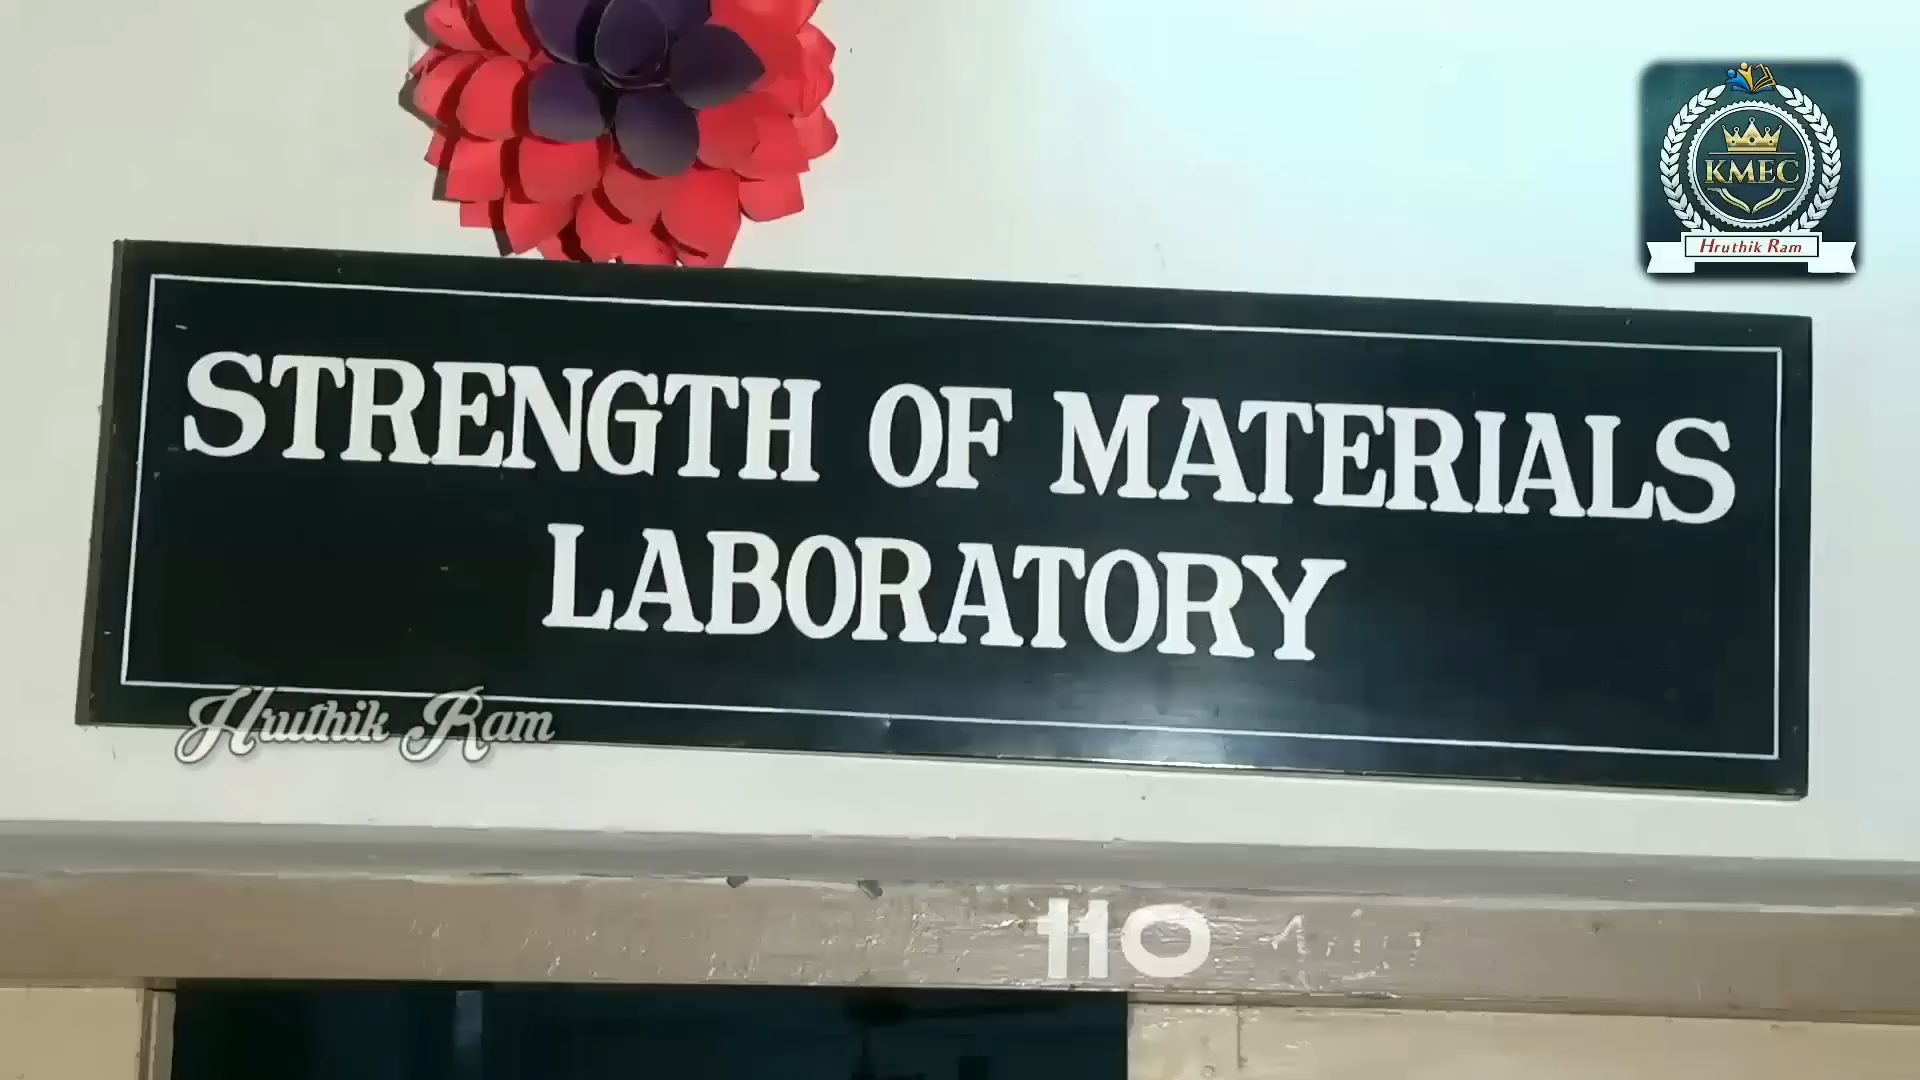 KMEC
Hruthik Ram
STRENGTH OF MATERIALS
LABORATORY
Hruthik Ram
110